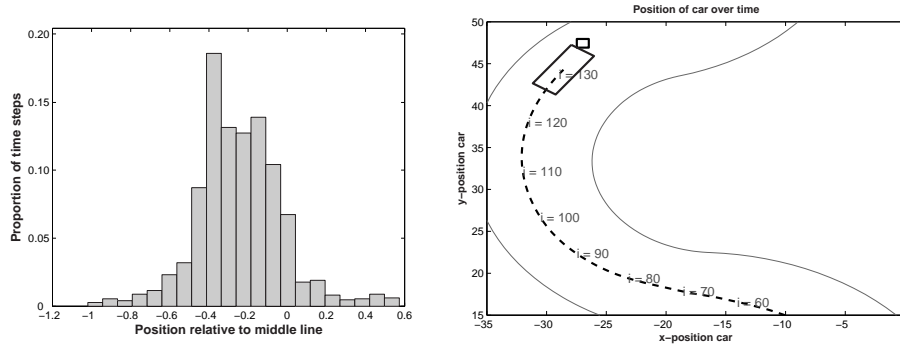 0.20
0.15
0.10
0.05
0
−1.2 −1 −0.8 −0.6 −0.4 −0.2 0 0.2 0.4 0.6
Position relative to middle line
Proportion of time steps
Position of car over time
50
45
40
35
30
25
20
15
−35 −30 −25 −20 −15 −10 −5
x−position car
y−position car
i = 130
i = 120
i = 110
i = 100
i = 90
i = 80
i = 70
i = 60